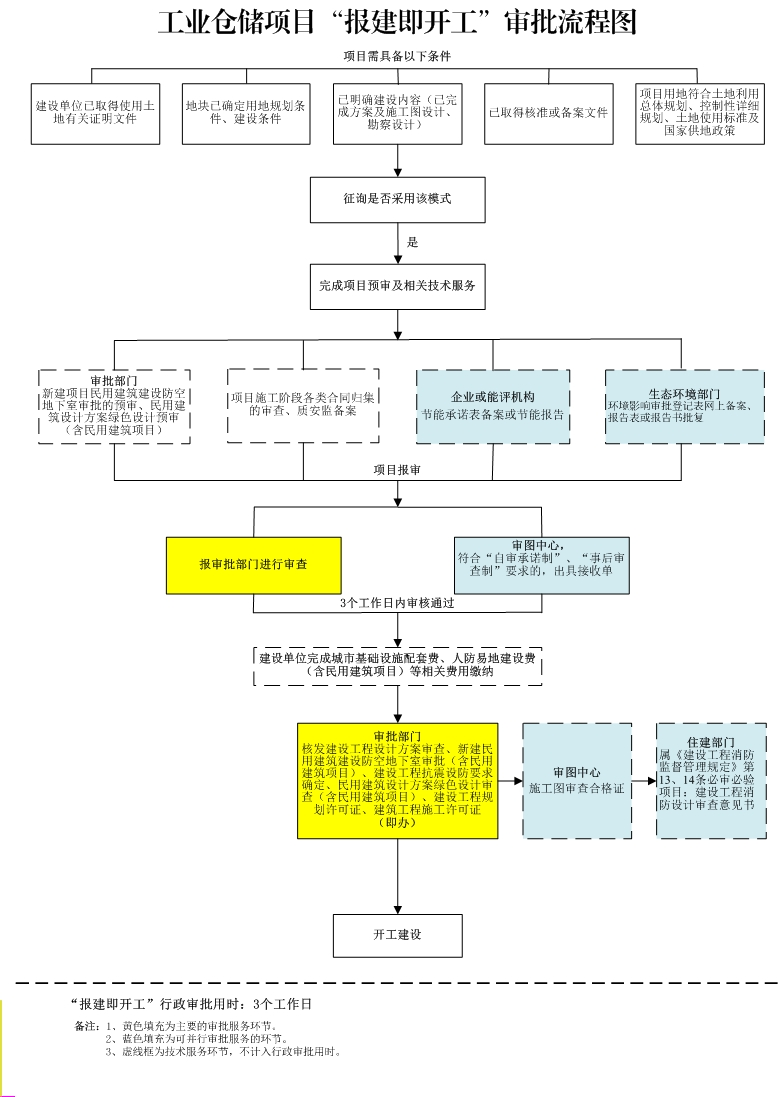 工业仓储项目“报建即开工”审批流程图
项目需具备以下条件
建设单位已取得使用土
地有关证明文件
地块已确定用地规划条
件、建设条件
已明确建设内容（已完
成方案及施工图设计、
勘察设计）
已取得核准或备案文件
项目用地符合土地利用
总体规划、控制性详细
规划、土地使用标准及
国家供地政策
征询是否采用该模式
是
完成项目预审及相关技术服务
审批部门
新建项目民用建筑建设防空
地下室审批的预审、民用建
筑设计方案绿色设计预审
（含民用建筑项目）
项目施工阶段各类合同归集
的审查、质安监备案
企业或能评机构
节能承诺表备案或节能报告
生态环境部门
环境影响审批登记表网上备案、
报告表或报告书批复
项目报审
报审批部门进行审查
审图中心，
符合“自审承诺制”、“事后审
查制”要求的，出具接收单
3个工作日内审核通过
建设单位完成城市基础设施配套费、人防易地建设费
（含民用建筑项目）等相关费用缴纳
审批部门
核发建设工程设计方案审查、新建民
用建筑建设防空地下室审批（含民用
建筑项目）、建设工程抗震设防要求
确定、民用建筑设计方案绿色设计审
查（含民用建筑项目）、建设工程规
划许可证、建筑工程施工许可证
（即办）
审图中心
施工图审查合格证
住建部门
属《建设工程消防
监督管理规定》第
13、14条必审必验
项目；建设工程消
防设计审查意见书
开工建设
“报建即开工”行政审批用时：3个工作日
备注：1、黄色填充为主要的审批服务环节。
2、蓝色填充为可并行审批服务的环节。
3、虚线框为技术服务环节，不计入行政审批用时。